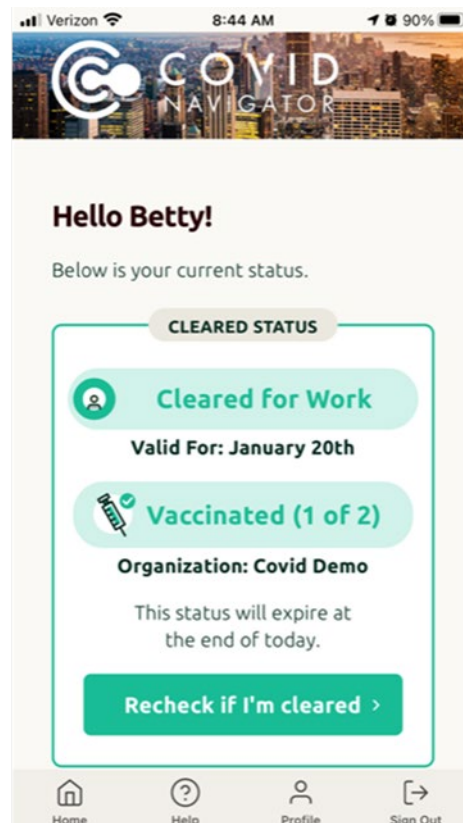 Verizon 8:44 AM 90%
COVID
NAVIGATOR
Hello Betty!
Below is your current status.
CLEARED STATUS
Cleared for Work
Valid For: January 20th
Vaccinated (1 of 2)
Organization: Covid Demo
This status will expire at
the end of today.
Recheck if I'm cleared >
Home Help Profile Sign Out